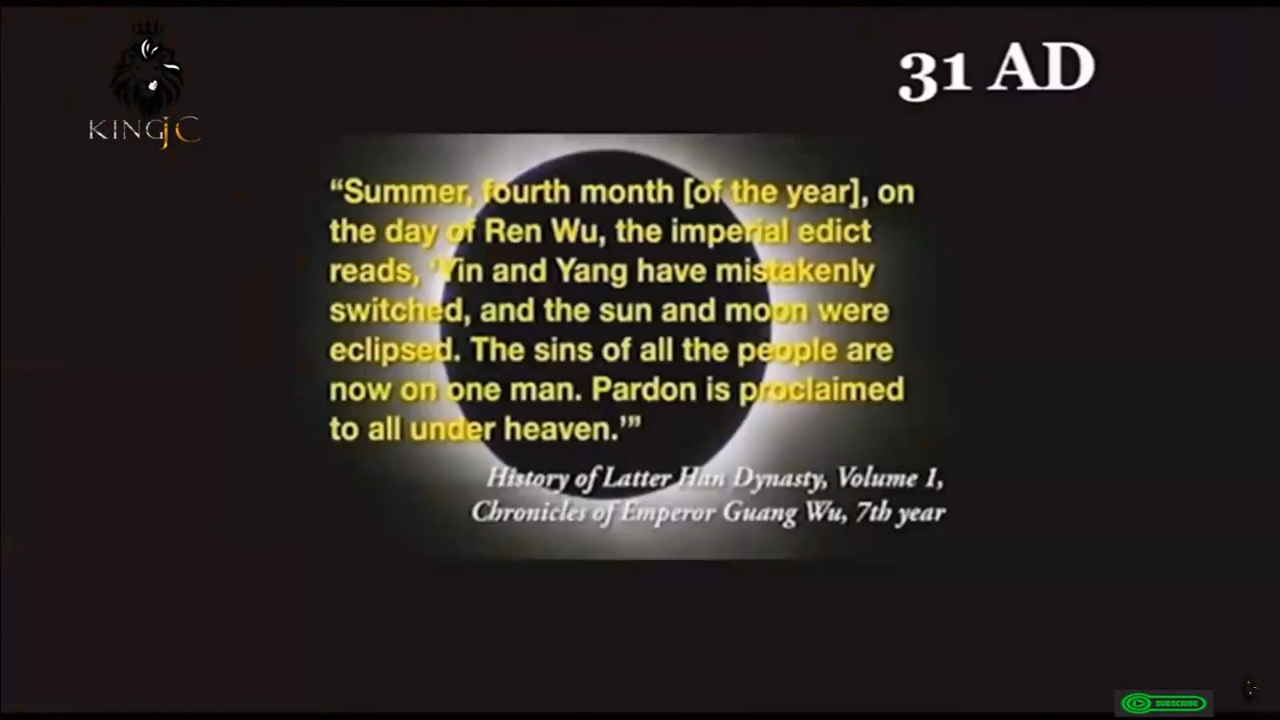 KING JC
31 AD
“Summer, fourth month [of the year], on
the day of Ren Wu, the imperial edict
reads, ‘Yin and Yang have mistakenly
switched, and the sun and moon were
eclipsed. The sins of all the people are
now on one man. Pardon is proclaimed
to all under heaven.’”
History of Latter Han Dynasty, Volume 1,
Chronicles of Emperor Guang Wu, 7th year
SUBSCRIBE